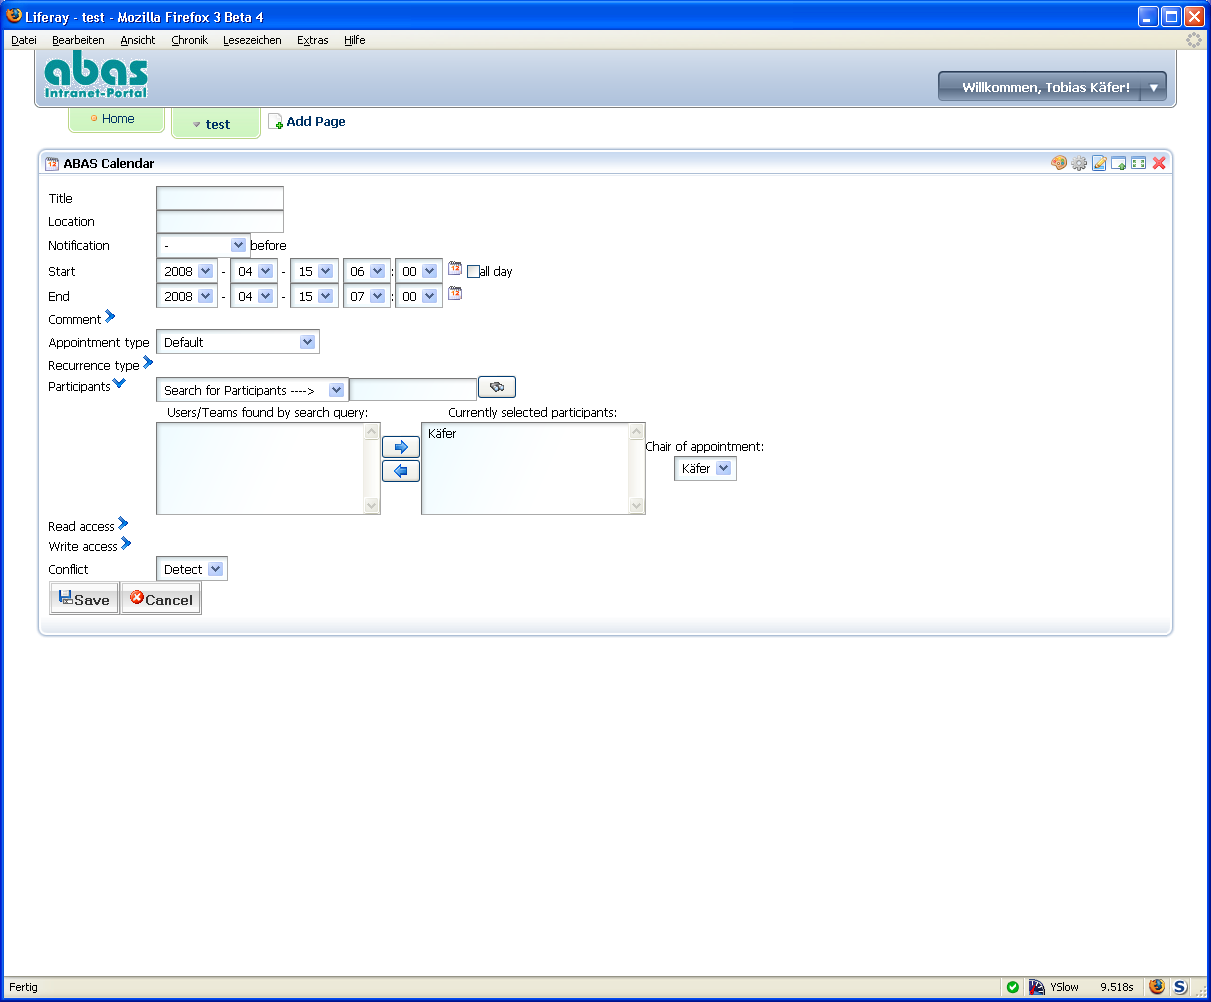 Liferay - test - Mozilla Firefox 3 Beta 4
Datei Bearbeiten Ansicht Chronik Lesezeichen Extras Hilfe
abas
Intranet-Portal
Willkommen, Tobias Käfer!
Home test Add Page
12 ABAS Calendar
Title
Location
Notification - before
Start 2008 - 04 - 15 06 : 00 12 all day
End 2008 - 04 - 15 07 : 00 12
Comment
Appointment type Default
Recurrence type
Participants Search for Participants ---->
Users/Teams found by search query: Currently selected participants:
Käfer
Chair of appointment:
Käfer
Read access
Write access
Conflict Detect
Save Cancel
Fertig YSlow 9.518s S